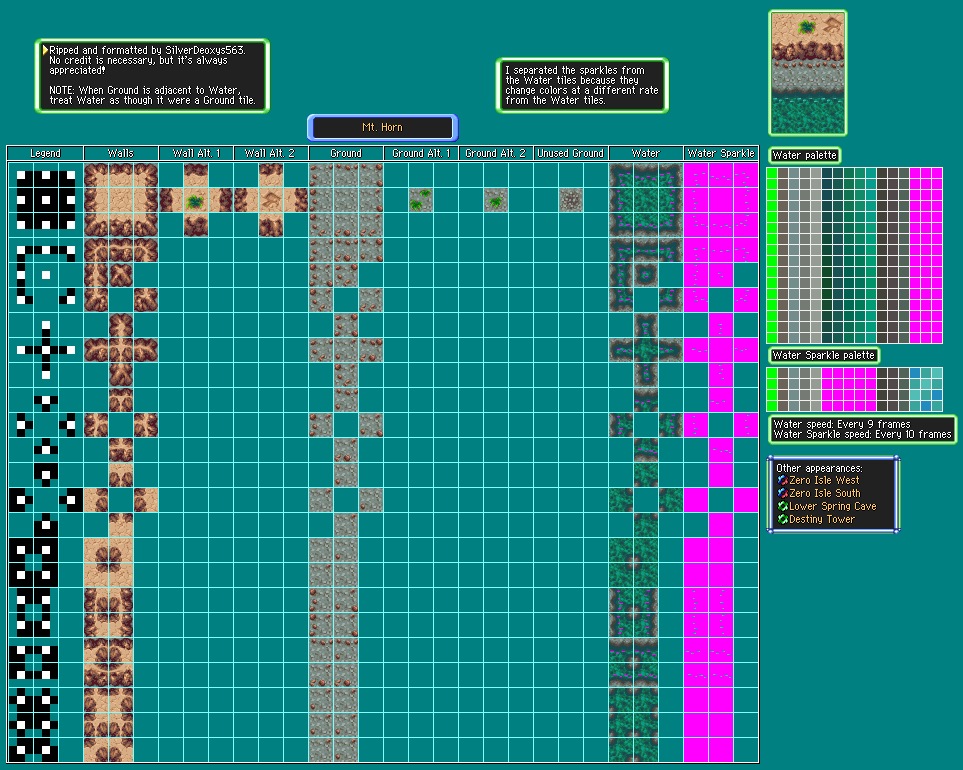 Ripped and formatted by SilverDeoxys563.
No credit is necessary, but it's always
appreciated!
NOTE: When Ground is adjacent to Water,
treat Water as though it were a Ground tile.
I separated the sparkles from
the Water tiles because they
change colors at a different rate
from the Water tiles.
Mt. Horn
Legend Walls Wall Alt. 1 Wall Alt. 2 Ground Ground Alt. 1 Ground Alt. 2 Unused Ground Water Water Sparkle
Water palette
Water Sparkle palette
Water speed: Every 9 frames
Water Sparkle speed: Every 10 frames
Other appearances:
Zero Isle West
Zero Isle South
Lower Spring Cave
Destiny Tower